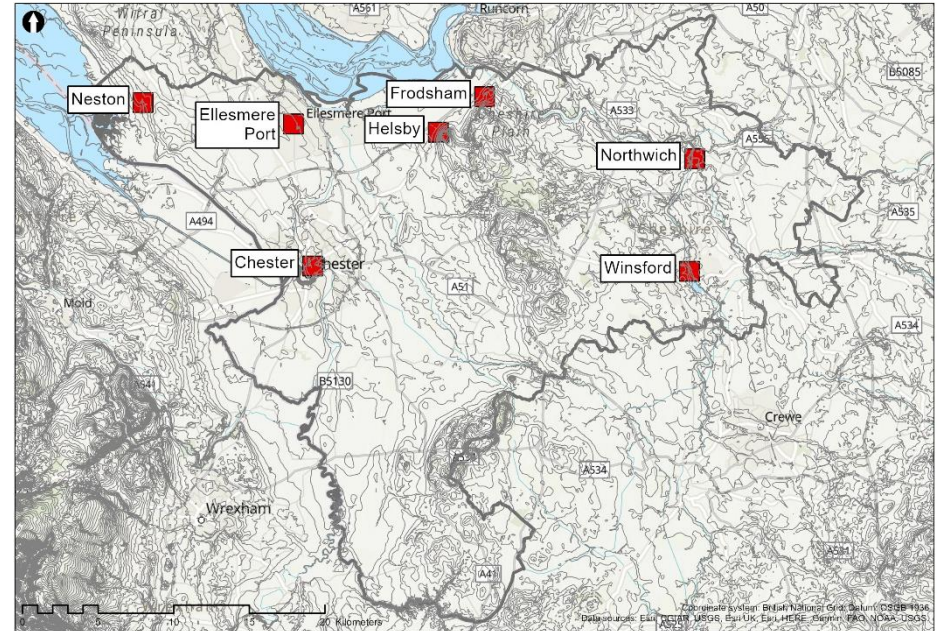 A561
Runcorn
A50
Wirral
Peninsula
B5085
Neston
Frodsham
Ellesmere
Port
Ellesmere Port
Cheshire
Plain
A533
Helsby
A556
Northwich
A494
A535
Cheshire
Chester
Chester
Winsford
A51
Mold
A534
A541
B5130
Crewe
A534
Wrexham
A41
0 5 10 15 20
Kilometers
Coordinate system: British National Grid; Datum: OSGB 1936
Data sources: Esri, CGIAR, USGS, Esri UK, Esri, HERE, Garmin, FAO, NOAA, USGS